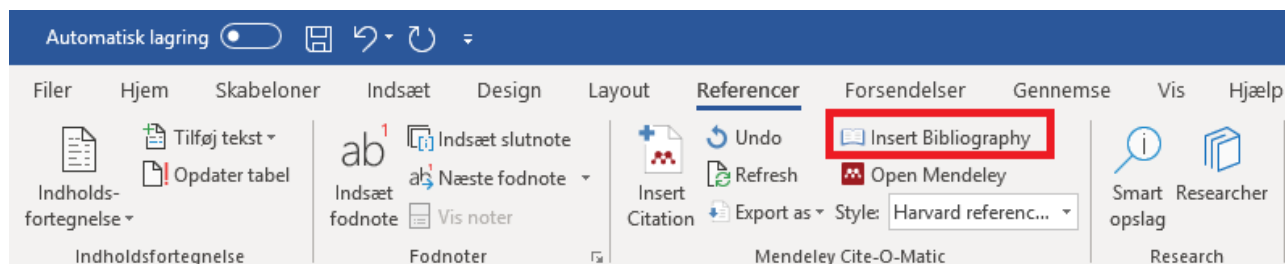 Automatisk lagring
Filer Hjem Skabeloner Indsæt Design Layout Referencer Forsendelser Gennemse Vis Hjælp
Indholds-
fortegnelse
Tilføj tekst
Opdater tabel
Indholdsfortegnelse
ab1
Indsæt
fodnote
[i] Indsæt slutnote
ab Næste fodnote
Vis noter
Fodnoter
Insert
Citation
Undo
Refresh
Export as
Insert Bibliography
Open Mendeley
Style: Harvard referenc...
Mendeley Cite-O-Matic
Smart
opslag
Researcher
Research